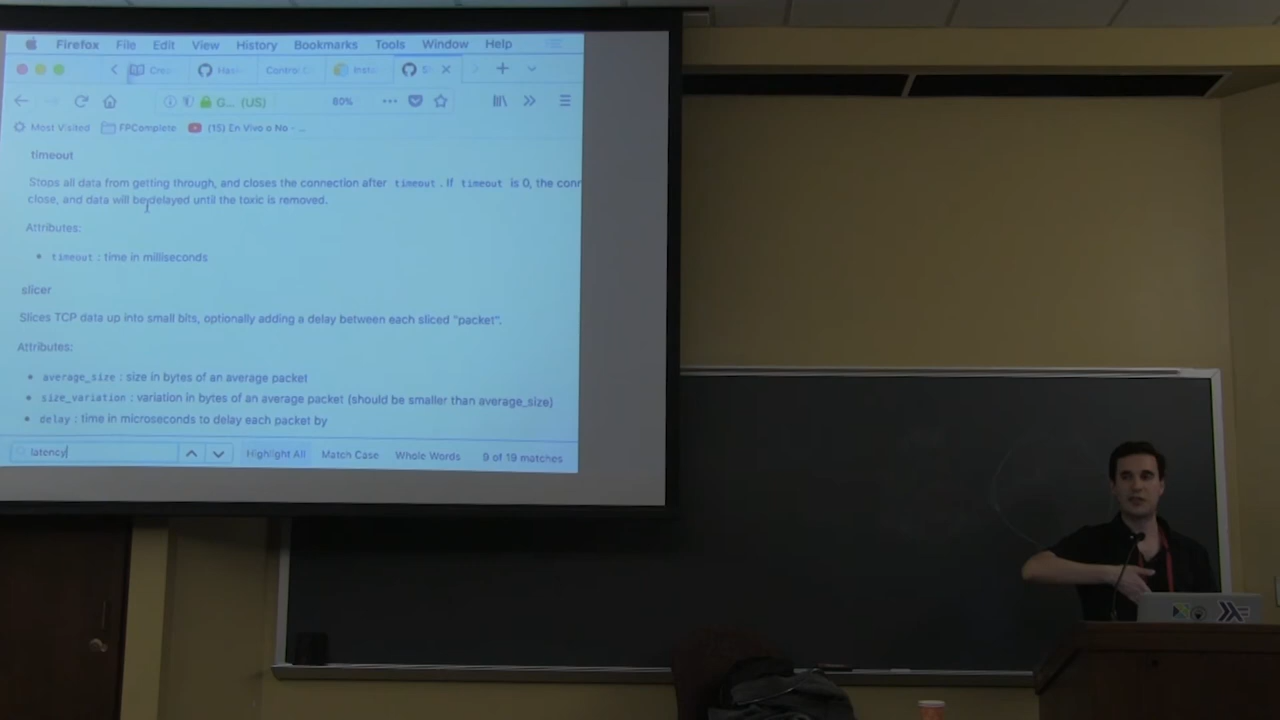 Firefox File Edit View History Bookmarks Tools Window Help
G... (US) 80%
Most Visited FPComplete (15) En Vivo o No - ...
timeout
Stops all data from getting through, and closes the connection after timeout . If timeout is 0, the conn
close, and data will be delayed until the toxic is removed.
Attributes:
timeout : time in milliseconds
slicer
Slices TCP data up into small bits, optionally adding a delay between each sliced "packet".
Attributes:
average_size : size in bytes of an average packet
size_variation : variation in bytes of an average packet (should be smaller than average_size)
delay : time in microseconds to delay each packet by
latency Highlight All Match Case Whole Words 9 of 19 matches